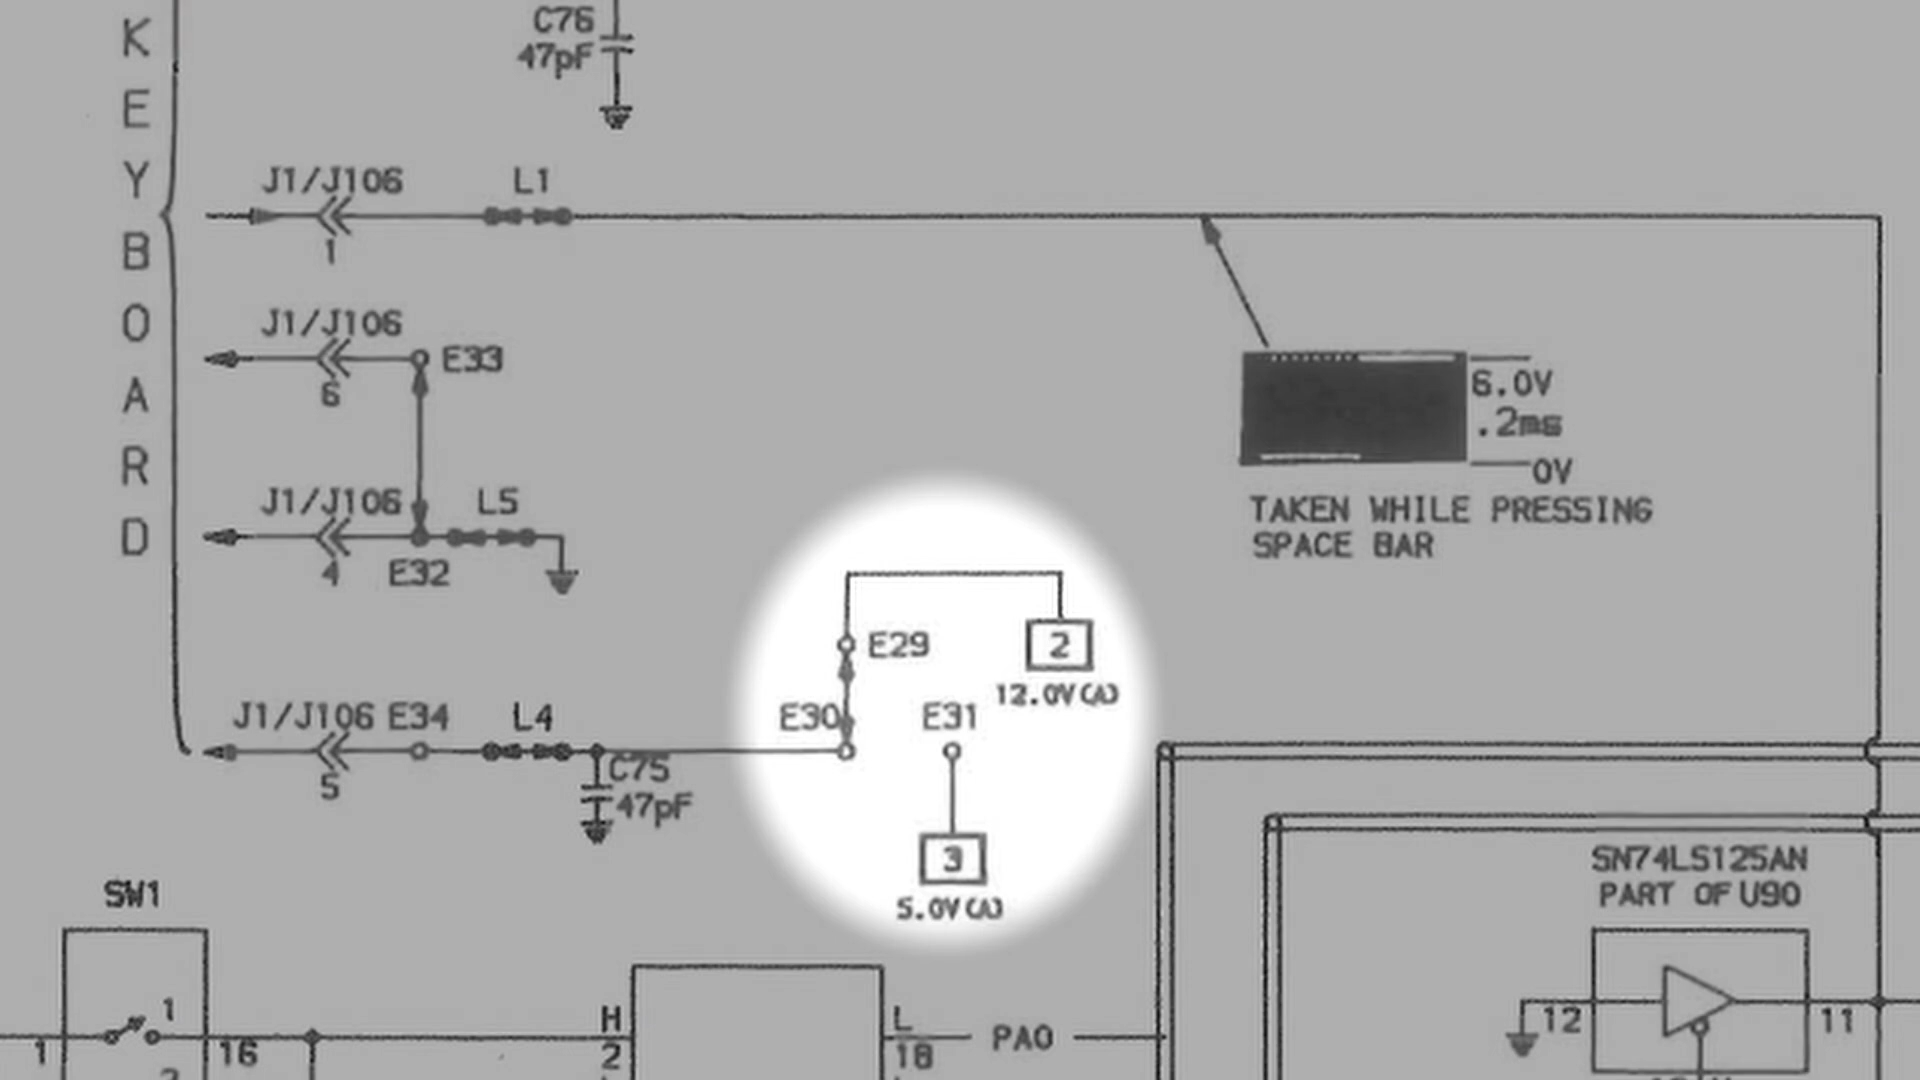 KEYBOARD
C76
47pF
J1/J106
L1
1
J1/J106
E33
6
6.0V
.2ms
0V
J1/J106
L5
4
E32
TAKEN WHILE PRESSING
SPACE BAR
E29
2
12.0V(A)
J1/J106
E34
L4
E30
E31
5
C75
47pF
3
5.0V(A)
SN74LS125AN
PART OF U90
SW1
1
1
16
H
2
L
18
PA0
12
11